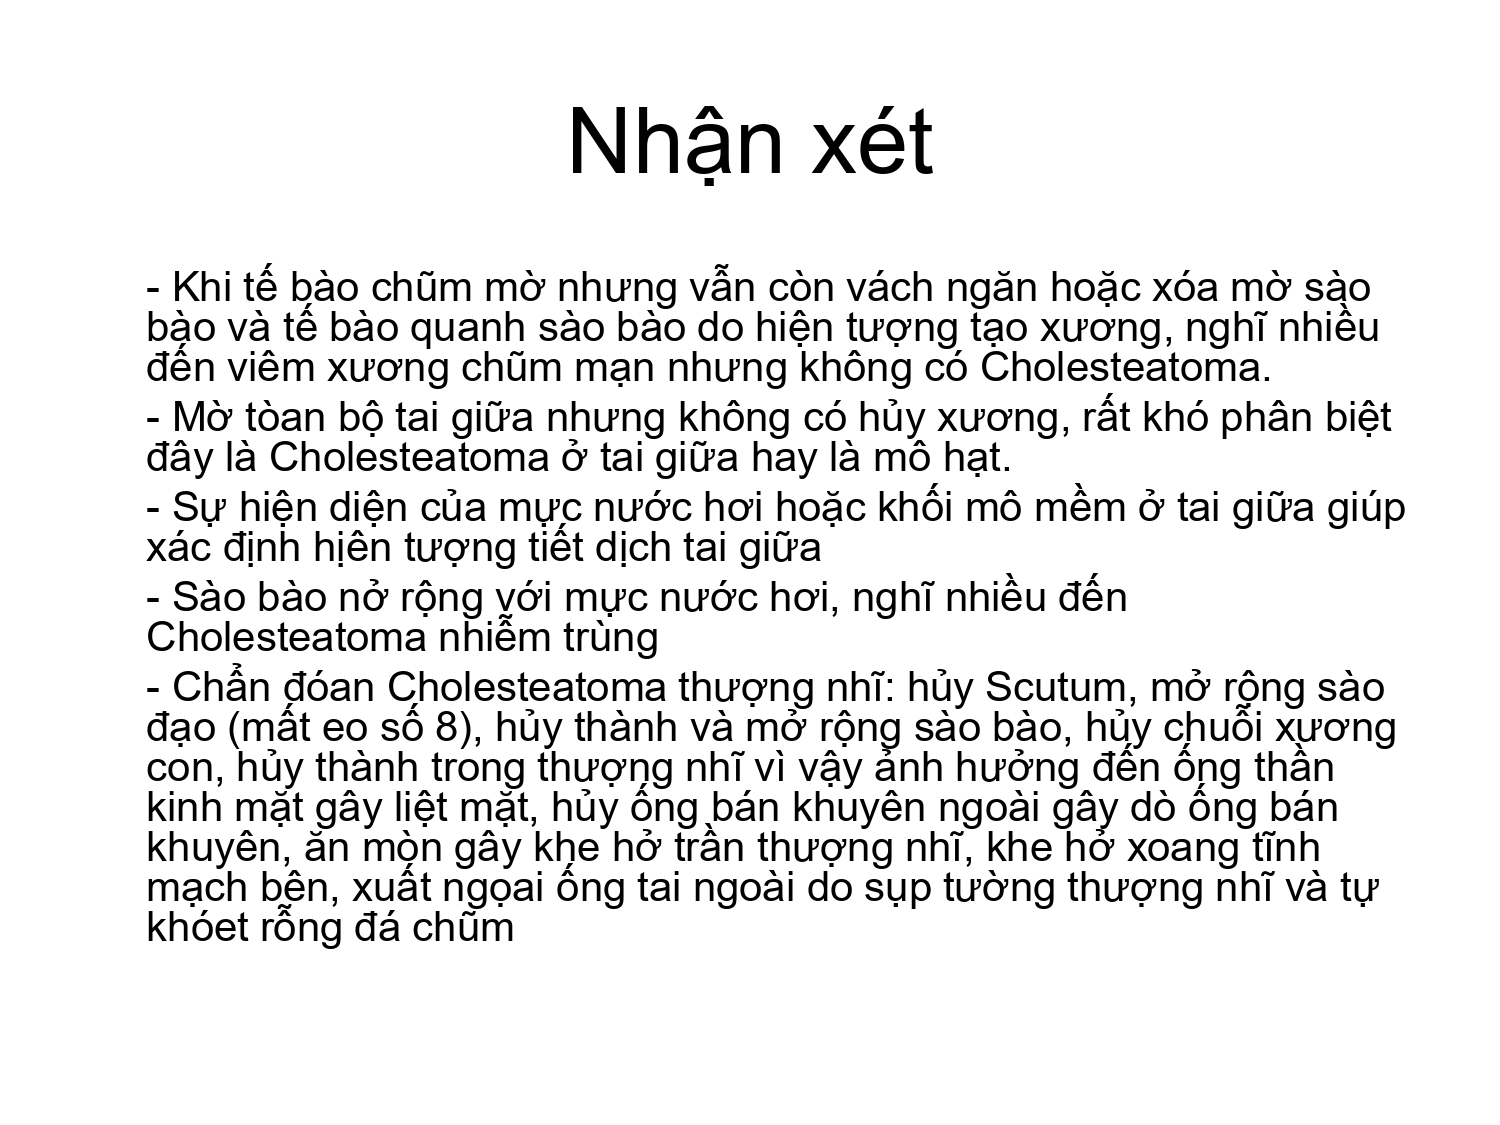 Nhận xét
- Khi tế bào chũm mờ nhưng vẫn còn vách ngăn hoặc xóa mờ sào
bào và tế bào quanh sào bào do hiện tượng tạo xương, nghĩ nhiều
đến viêm xương chũm mạn nhưng không có Cholesteatoma.
- Mờ tòan bộ tai giữa nhưng không có hủy xương, rất khó phân biệt
đây là Cholesteatoma ở tai giữa hay là mô hạt.
- Sự hiện diện của mực nước hơi hoặc khối mô mềm ở tai giữa giúp
xác định hịên tượng tiết dịch tai giữa
- Sào bào nở rộng với mực nước hơi, nghĩ nhiều đến
Cholesteatoma nhiễm trùng
- Chẩn đóan Cholesteatoma thượng nhĩ: hủy Scutum, mở rộng sào
đạo (mất eo số 8), hủy thành và mở rộng sào bào, hủy chuỗi xương
con, hủy thành trong thượng nhĩ vì vậy ảnh hưởng đến ống thần
kinh mặt gây liệt mặt, hủy ống bán khuyên ngoài gây dò ống bán
khuyên, ăn mòn gây khe hở trần thượng nhĩ, khe hở xoang tĩnh
mạch bên, xuất ngọai ống tai ngoài do sụp tường thượng nhĩ và tự
khóet rỗng đá chũm